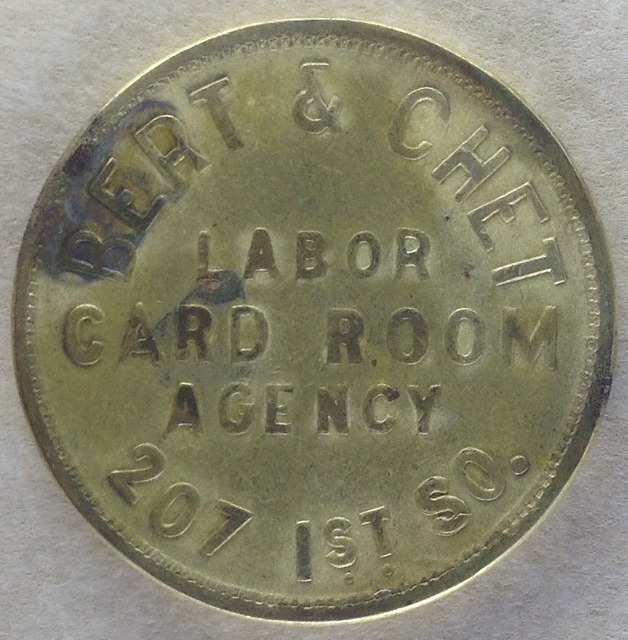 BERT & CHET
LABOR
CARD ROOM
AGENCY
207 1ST SO.